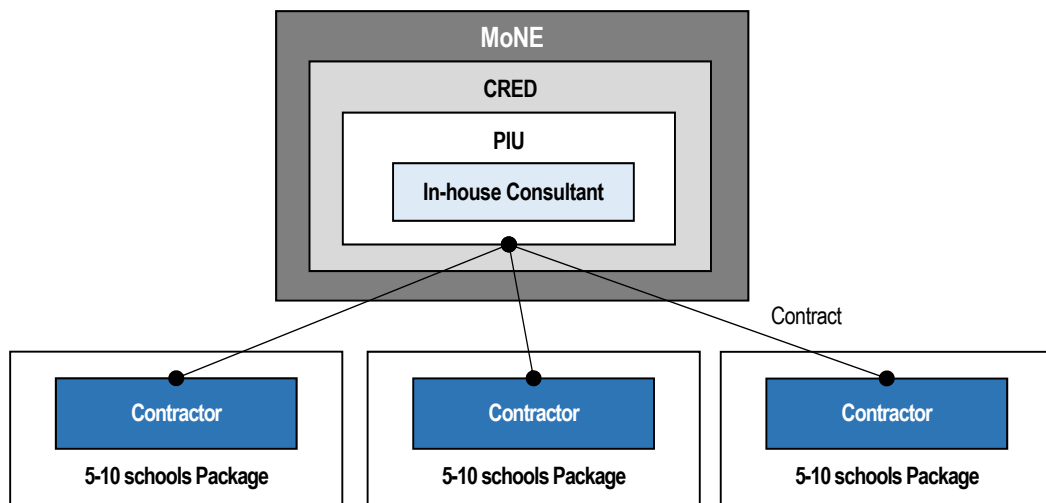 MoNE
CRED
PIU
In-house Consultant
Contract
Contractor
Contractor
Contractor
5-10 schools Package
5-10 schools Package
5-10 schools Package